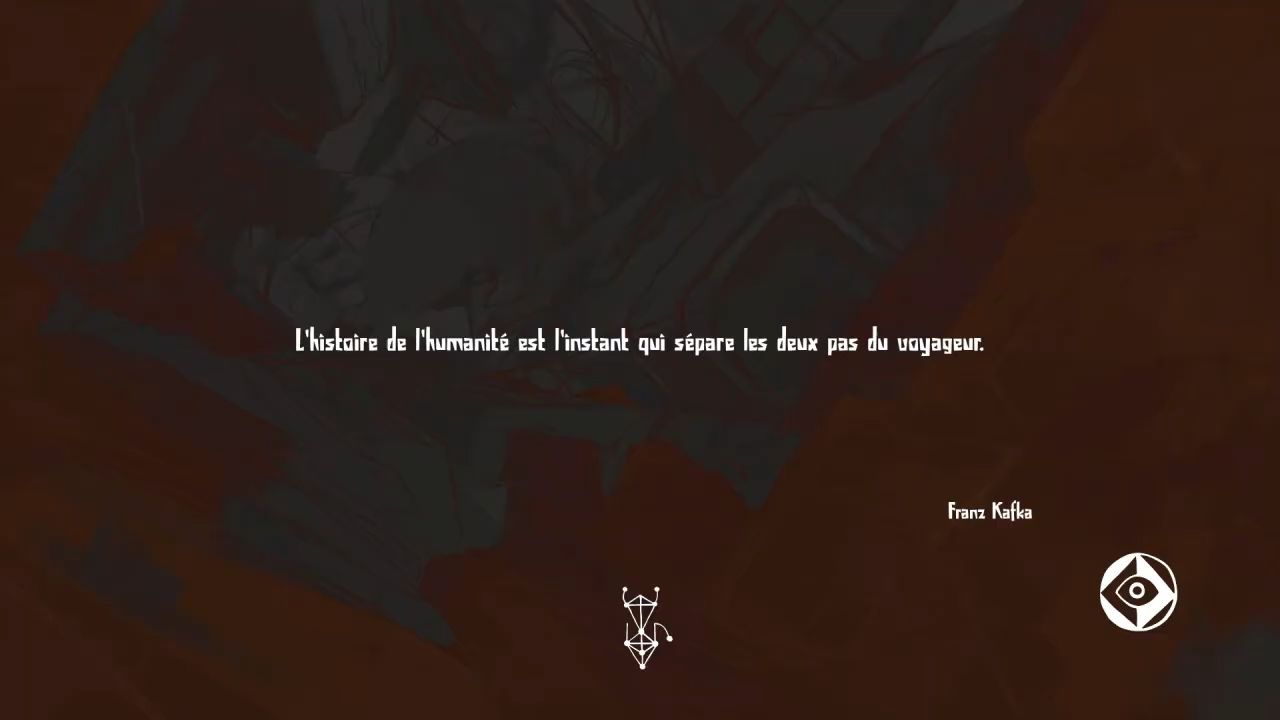 L'histoire de l'humanité est l'instant qui sépare les deux pas du voyageur.
Franz Kafka